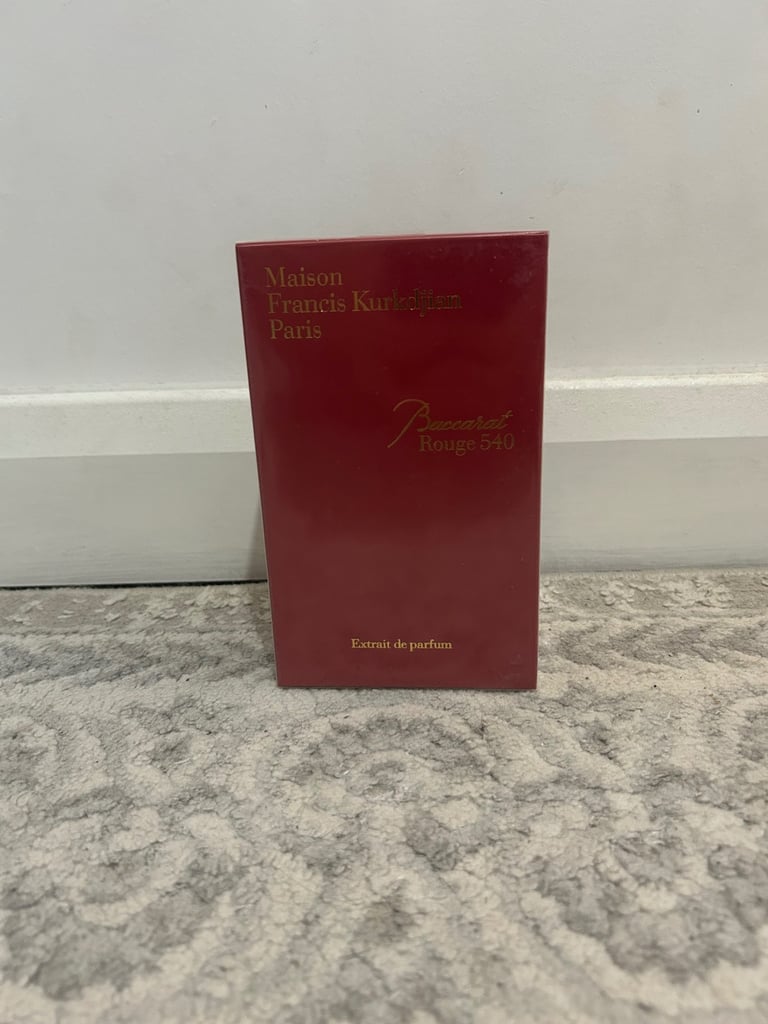 Maison
Francis Kurkdjian
Paris
Baccarat
Rouge 540
Extrait de parfum